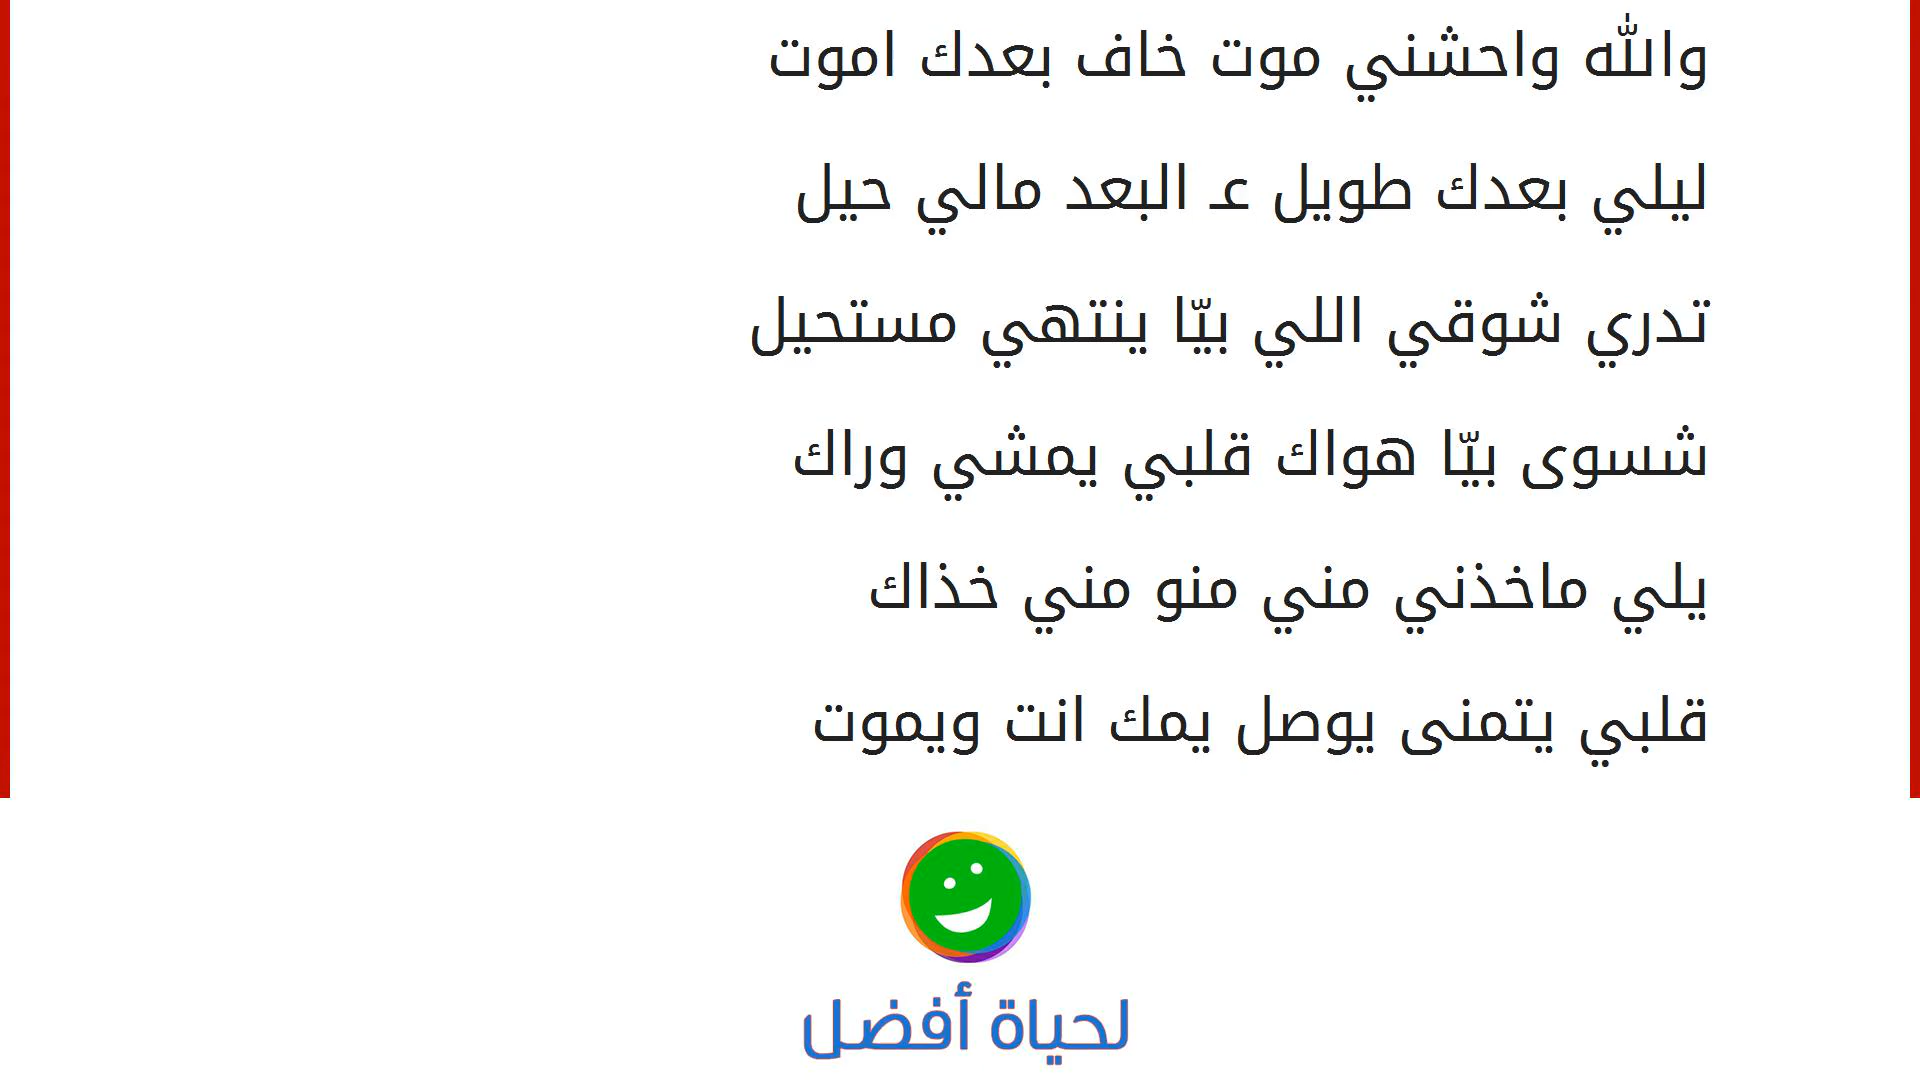 والله واحشني موت خاف بعدك اموت
ليلي بعدك طويل عـ البعد مالي حيل
تدري شوقي اللي بيّا ينتهي مستحيل
شسوى بيّا هواك قلبي يمشي وراك
يلي ماخذني مني منو مني خذاك
قلبي يتمنى يوصل يمك انت ويموت
لحياة أفضل